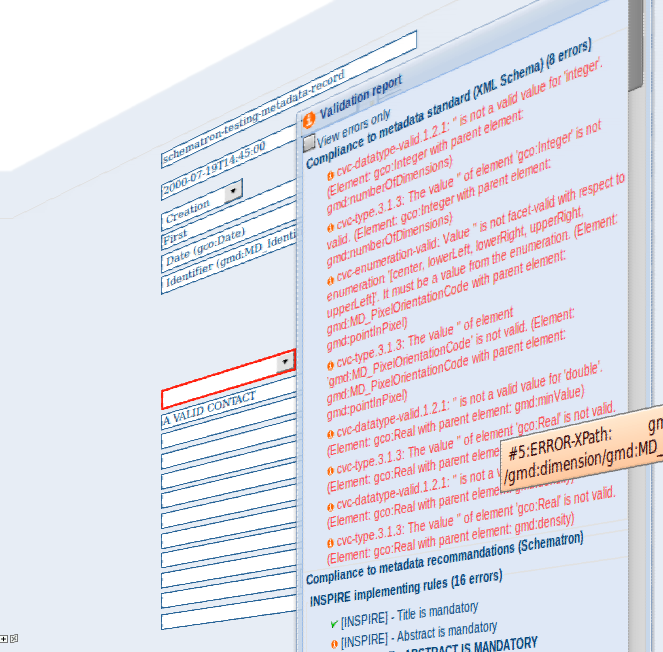 schematron-testing-metadata-record
2000-07-19T14:45:00
Creation
First
Date (gco:Date)
Identifier (gmd:MD_Identi
A VALID CONTACT
Validation report
View errors only
Compliance to metadata standard (XML Schema) (8 errors)
cvc-datatype-valid.1.2.1: '' is not a valid value for 'integer'.
(Element: gco:Integer with parent element:
gmd:numberOfDimensions)
cvc-type.3.1.3: The value '' of element 'gco:Integer' is not
valid. (Element: gco:Integer with parent element:
gmd:numberOfDimensions)
cvc-enumeration-valid: Value '' is not facet-valid with respect to
enumeration '[center, lowerLeft, lowerRight, upperRight,
upperLeft]'. It must be a value from the enumeration. (Element:
gmd:MD_PixelOrientationCode with parent element:
gmd:pointInPixel)
cvc-type.3.1.3: The value '' of element
'gmd:MD_PixelOrientationCode' is not valid. (Element:
gmd:MD_PixelOrientationCode with parent element:
gmd:pointInPixel)
cvc-datatype-valid.1.2.1: '' is not a valid value for 'double'.
(Element: gco:Real with parent element: gmd:minValue)
cvc-type.3.1.3: The value '' of element 'gco:Real' is not valid.
(Element: gco:Real with parent eleme
cvc-datatype-valid.1.2.1: '' is not a v
(Element: gco:Real with parent element:
cvc-type.3.1.3: The value '' of element 'gco:Real' is not valid.
(Element: gco:Real with parent element: gmd:density)
#5:ERROR-XPath: gm
/gmd:dimension/gmd:MD_
Compliance to metadata recommandations (Schematron)
INSPIRE implementing rules (16 errors)
[INSPIRE] - Title is mandatory
[INSPIRE] - Abstract is mandatory
ABSTRACT IS MANDATORY